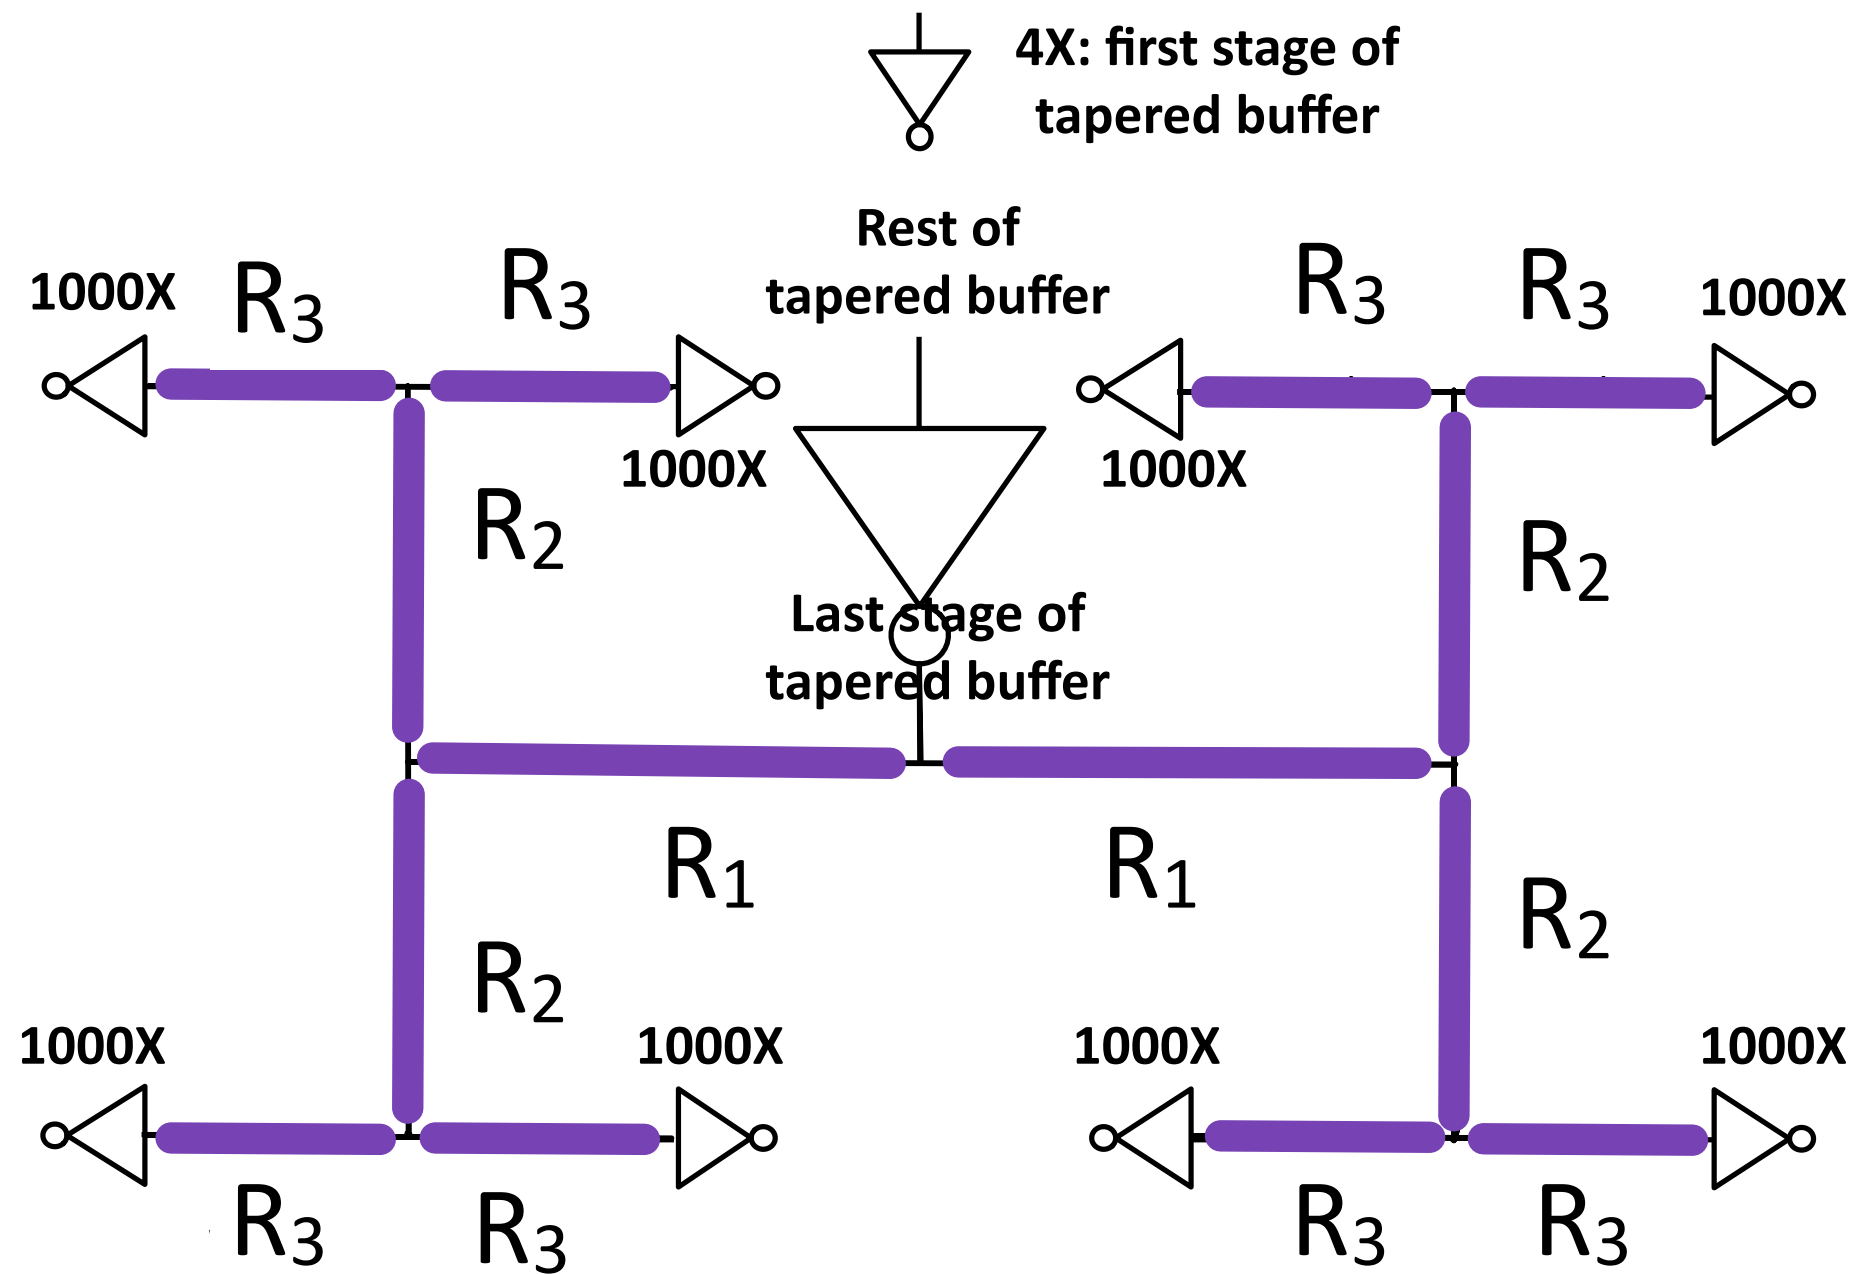 4X: first stage of
tapered buffer
Rest of
tapered buffer
1000X
R3
R3
R3
R3
1000X
1000X
1000X
R2
R2
Last stage of
tapered buffer
R1
R1
R2
R2
1000X
1000X
1000X
1000X
R3
R3
R3
R3